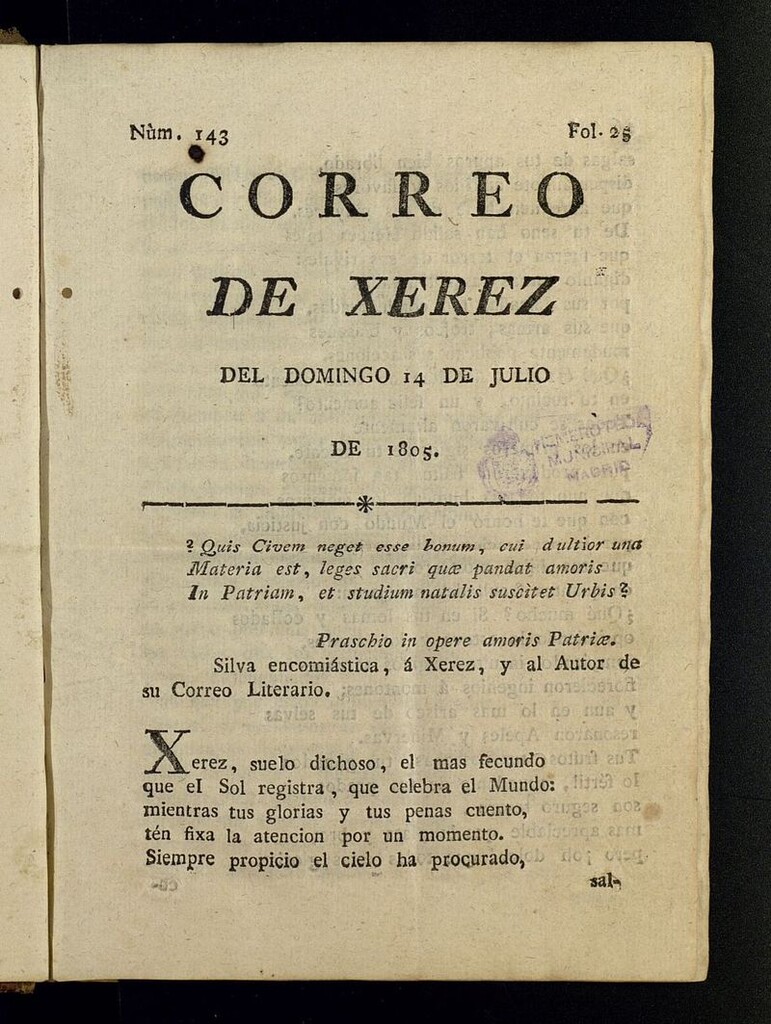 Nùm. 143 Fol. 25
CORREO
DE XEREZ
DEL DOMINGO 14 DE JULIO
DE 1805.
HEMEROTECA
MUNICIPAL
MADRID
? Quis Civem neget esse bonum, cui dultior una
Materia est, leges sacri quæ pandat amoris
In Patriam, et studium natalis suscitet Urbis?
Praschio in opere amoris Patriæ.
Silva encomiástica, á Xerez, y al Autor de
su Correo Literario.
Xerez, suelo dichoso, el mas fecundo
que el Sol registra, que celebra el Mundo:
mientras tus glorias y tus penas cuento,
tén fixa la atencion por un momento.
Siempre propicio el cielo ha procurado,
sal-